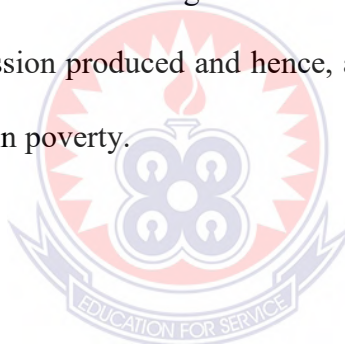 ssion produced and hence,
n poverty.
EDUCATION FOR SERVICE